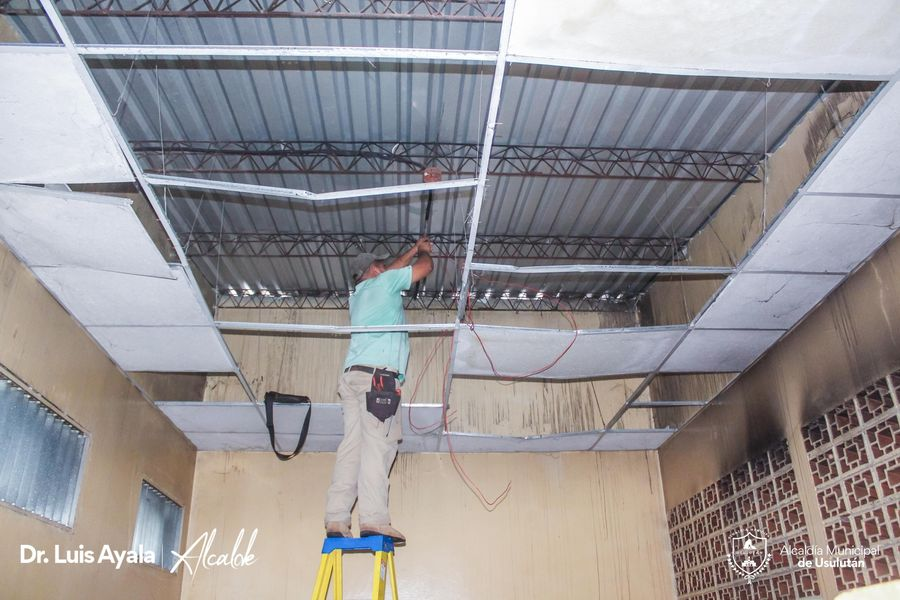 Dr. Luis Ayala Alcalde
Alcaldía Municipal
de Usulután